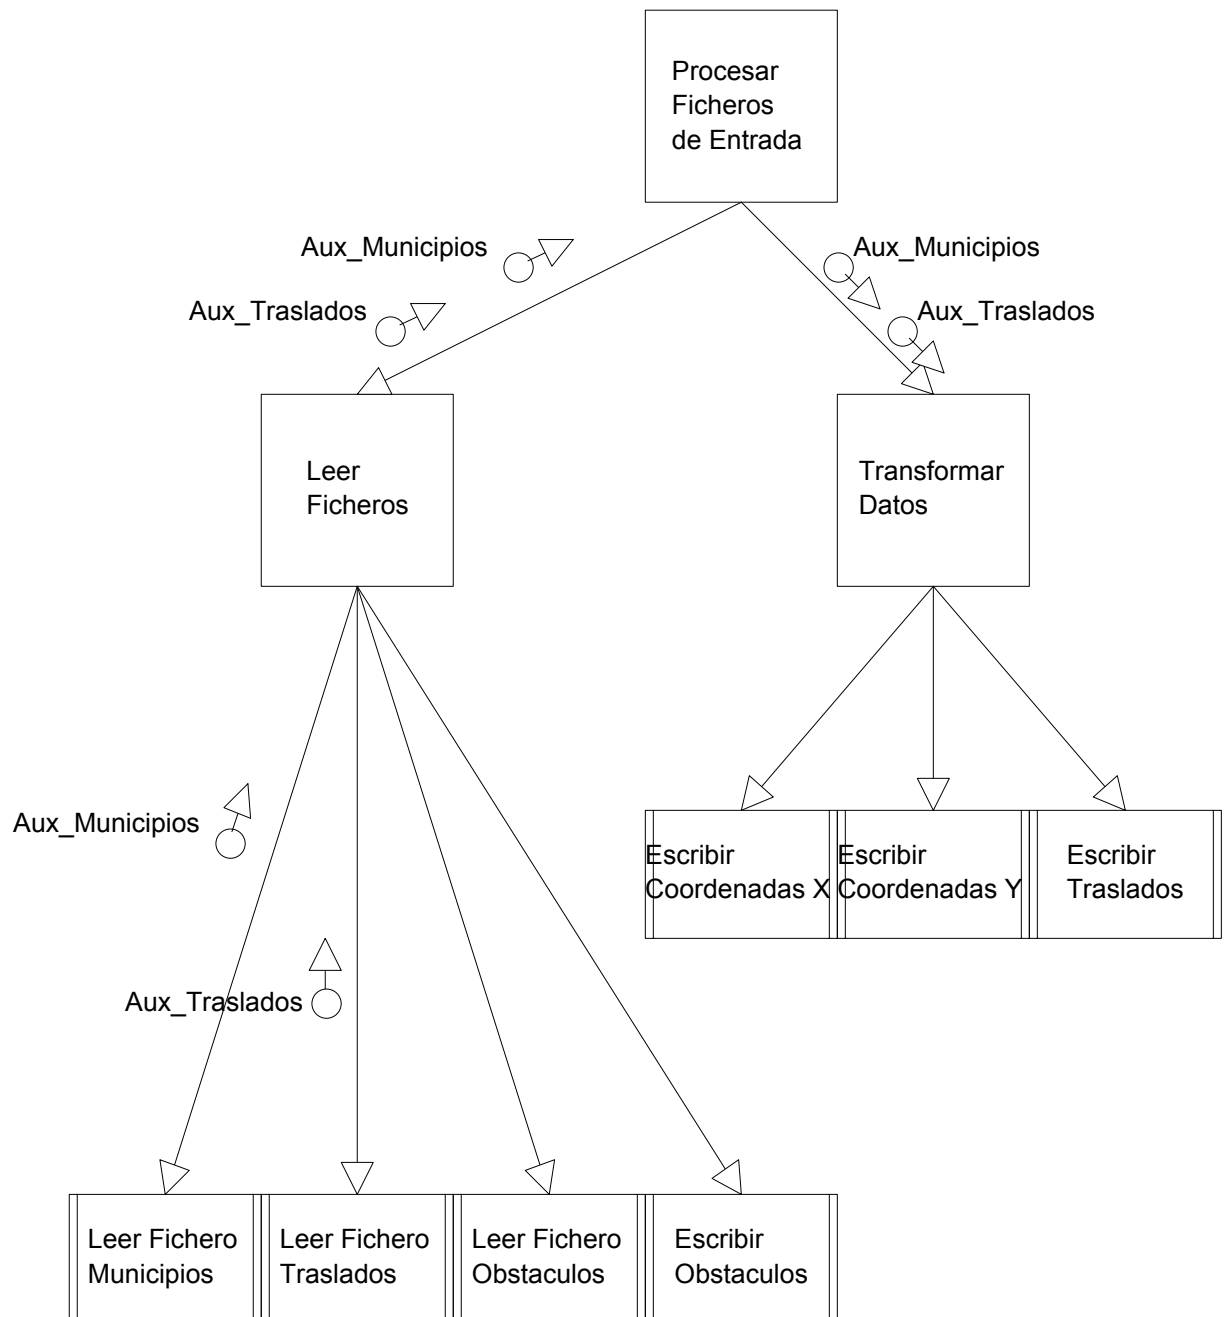 Procesar
Ficheros
de Entrada
Aux_Municipios
Aux_Municipios
Aux_Traslados
Aux_Traslados
Leer
Ficheros
Transformar
Datos
Aux_Municipios
Escribir
Coordenadas X
Escribir
Coordenadas Y
Escribir
Traslados
Aux_Traslados
Leer Fichero
Municipios
Leer Fichero
Traslados
Leer Fichero
Obstaculos
Escribir
Obstaculos